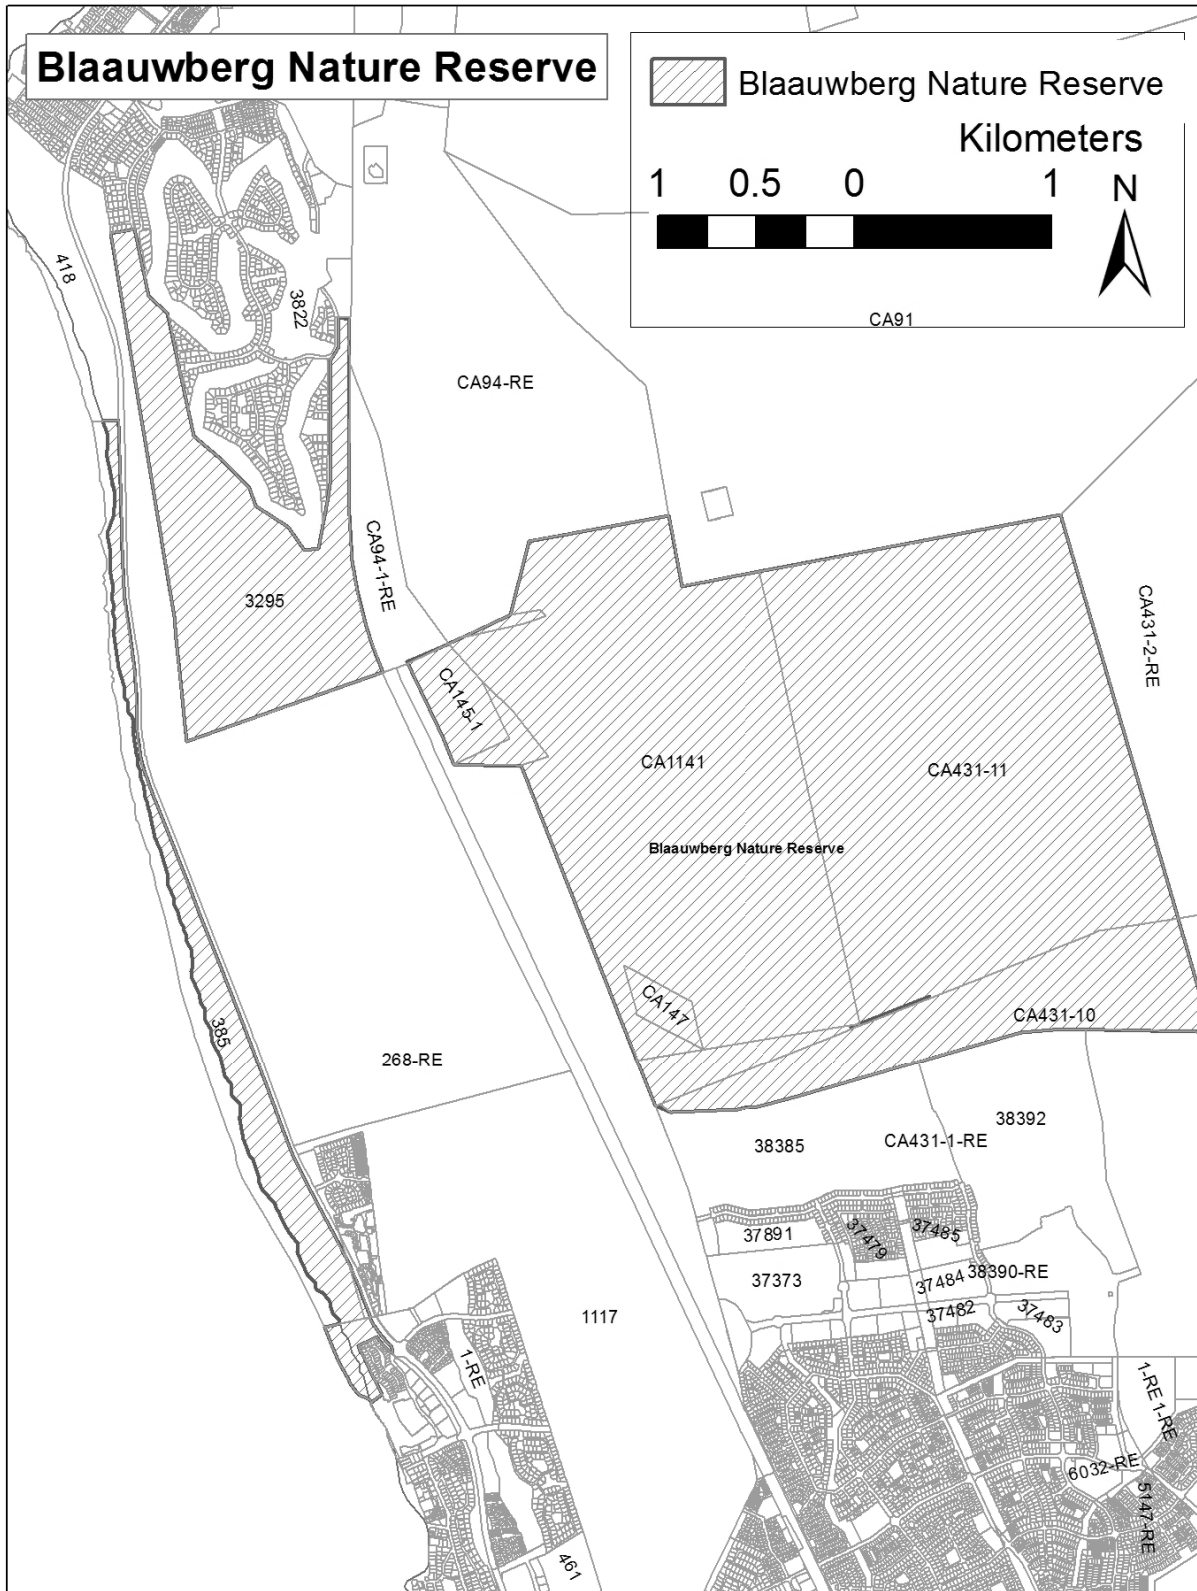 Blaauwberg Nature Reserve
Blaauwberg Nature Reserve
Kilometers
1 0.5 0 1
N
CA91
418
3822
CA94-RE
CA94-1-RE
3295
CA431-2-RE
CA145-1
CA1141
CA431-11
Blaauwberg Nature Reserve
CA147
CA431-10
385
268-RE
38392
38385
CA431-1-RE
37891
37479
37485
37373
37484
38390-RE
37482
37483
1117
1-RE
1-RE 1-RE
6032-RE
5147-RE
461